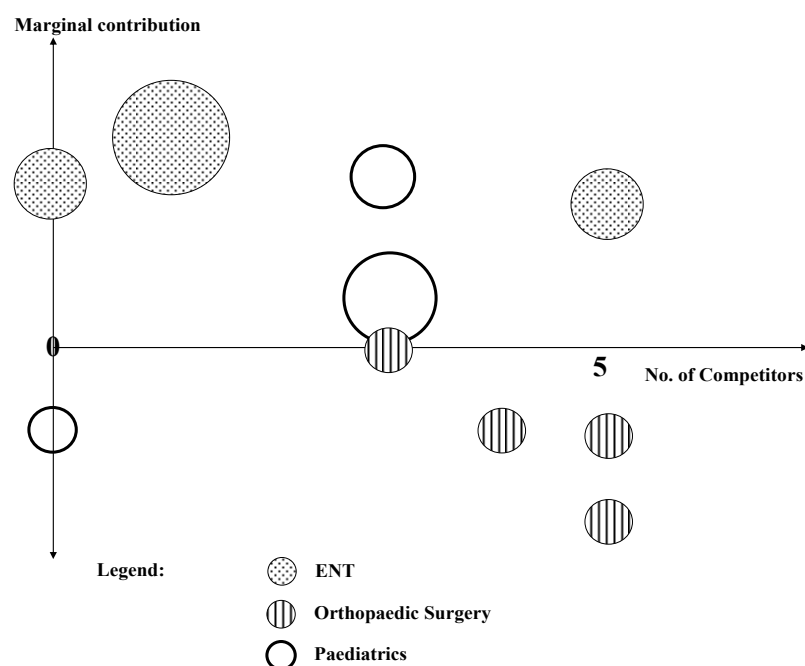 Marginal contribution
0
5
No. of Competitors
Legend:
ENT
Orthopaedic Surgery
Paediatrics